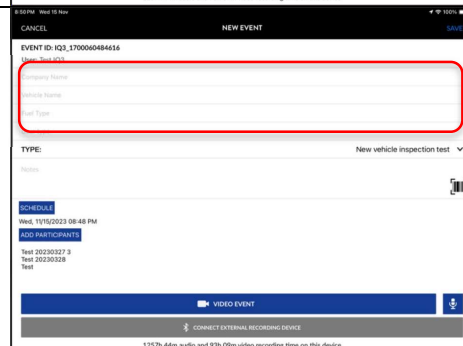 8:50 PM Wed 15 Nov 100%
CANCEL NEW EVENT SAVE
EVENT ID: IQ3_1700060484616
User: Test IQ3
Company Name
Vehicle Name
Fuel Type
TYPE: New vehicle inspection test
Notes
SCHEDULE
Wed, 11/15/2023 08:48 PM
ADD PARTICIPANTS
Test 20230327 3
Test 20230328
Test
VIDEO EVENT
CONNECT EXTERNAL RECORDING DEVICE
1257h 44m audio and 93h 09m video recording time on this device